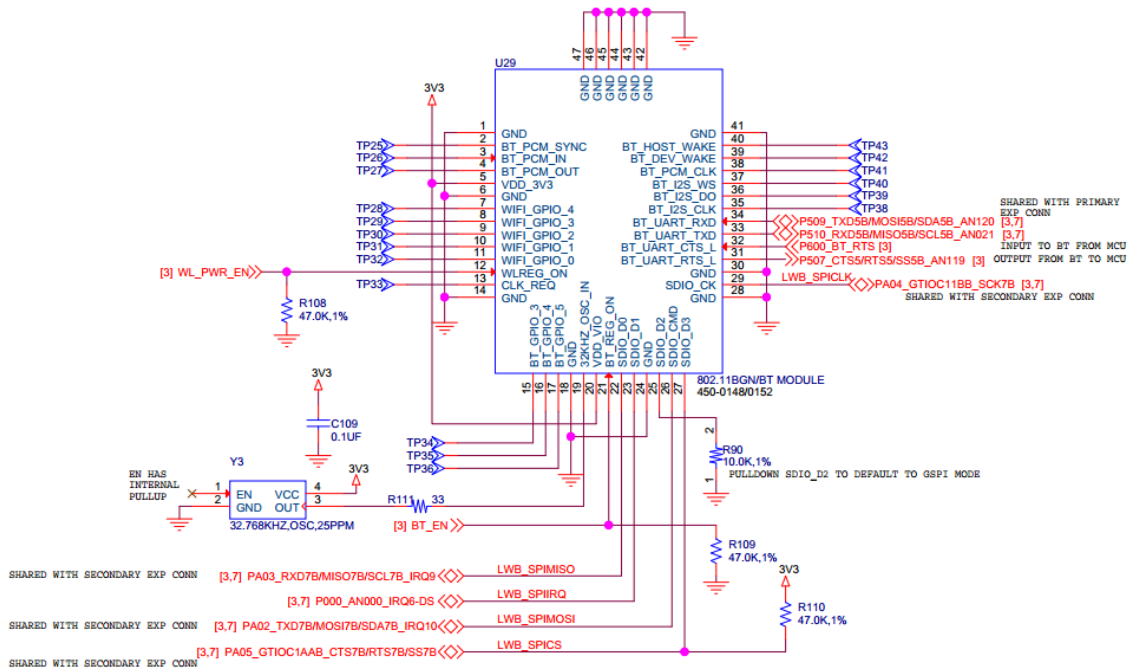 47
46
45
44
43
42
GND
GND
GND
GND
GND
GND
U29
3V3
1 GND
2 BT_PCM_SYNC TP25
3 BT_PCM_IN TP26
4 BT_PCM_OUT TP27
5 VDD_3V3
6 GND
7 WIFI_GPIO_4 TP28
8 WIFI_GPIO_3 TP29
9 WIFI_GPIO_2 TP30
10 WIFI_GPIO_1 TP31
11 WIFI_GPIO_0 TP32
12 WLREG_ON [3] WL_PWR_EN
13 CLK_REQ TP33
14 GND
GND 41
BT_HOST_WAKE 40 TP43
BT_DEV_WAKE 39 TP42
BT_PCM_CLK 38 TP41
BT_I2S_WS 37 TP40
BT_I2S_DO 36 TP39
BT_I2S_CLK 35 TP38
BT_UART_RXD 34 P509_TXD5B/MOSI5B/SDA5B_AN120 [3,7]
BT_UART_TXD 33 P510_RXD5B/MISO5B/SCL5B_AN021 [3,7]
BT_UART_CTS_L 32 P600_BT_RTS [3]
BT_UART_RTS_L 31 P507_CTS5/RTS5/SS5B_AN119 [3]
GND 30
SDIO_CK 29 LWB_SPICLK PA04_GTIOC11BB_SCK7B [3,7]
GND 28
SHARED WITH PRIMARY
EXP CONN
INPUT TO BT FROM MCU
OUTPUT FROM BT TO MCU
SHARED WITH SECONDARY EXP CONN
R108
47.0K,1%
BT_GPIO_3 15
BT_GPIO_4 16
BT_GPIO_5 17
GND 18
32KHZ_OSC_IN 19
VDD_VIO 20
BT_REG_ON 21
SDIO_D0 22
SDIO_D1 23
GND 24
SDIO_D2 25
SDIO_CMD 26
SDIO_D3 27
802.11BGN/BT MODULE
450-0148/0152
3V3
C109
0.1UF
TP34
TP35
TP36
2
R90
10.0K,1%
1
PULLDOWN SDIO_D2 TO DEFAULT TO GSPI MODE
Y3
EN HAS
INTERNAL
PULLUP
1 EN VCC 4
2 GND OUT 3
3V3
32.768KHZ,OSC,25PPM
R111 33
[3] BT_EN
R109
47.0K,1%
SHARED WITH SECONDARY EXP CONN [3,7] PA03_RXD7B/MISO7B/SCL7B_IRQ9 LWB_SPIMISO
[3,7] P000_AN000_IRQ6-DS LWB_SPIIRQ
SHARED WITH SECONDARY EXP CONN [3,7] PA02_TXD7B/MOSI7B/SDA7B_IRQ10 LWB_SPIMOSI
[3,7] PA05_GTIOC1AAB_CTS7B/RTS7B/SS7B LWB_SPICS
SHARED WITH SECONDARY EXP CONN
3V3
R110
47.0K,1%